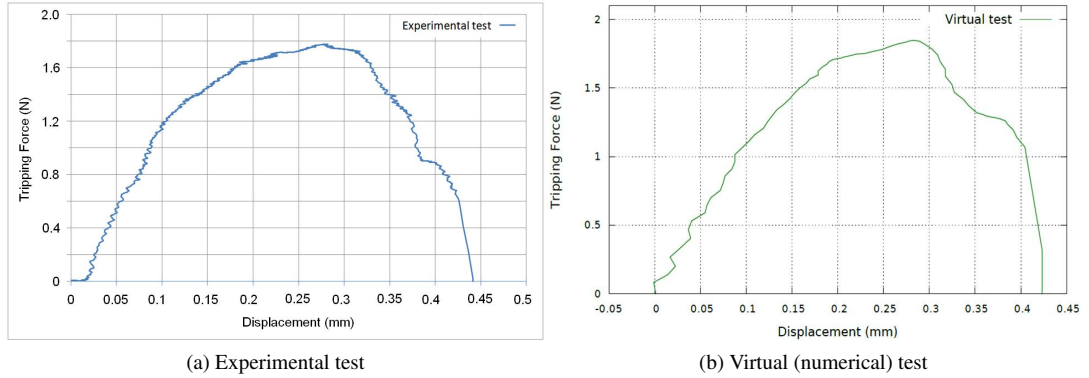 Experimental test
2.0
1.6
1.2
0.8
0.4
0
Tripping Force (N)
0 0.05 0.1 0.15 0.2 0.25 0.3 0.35 0.4 0.45 0.5
Displacement (mm)
(a) Experimental test
Virtual test
2
1.5
1
0.5
0
Tripping Force (N)
-0.05 0 0.05 0.1 0.15 0.2 0.25 0.3 0.35 0.4 0.45
Displacement (mm)
(b) Virtual (numerical) test